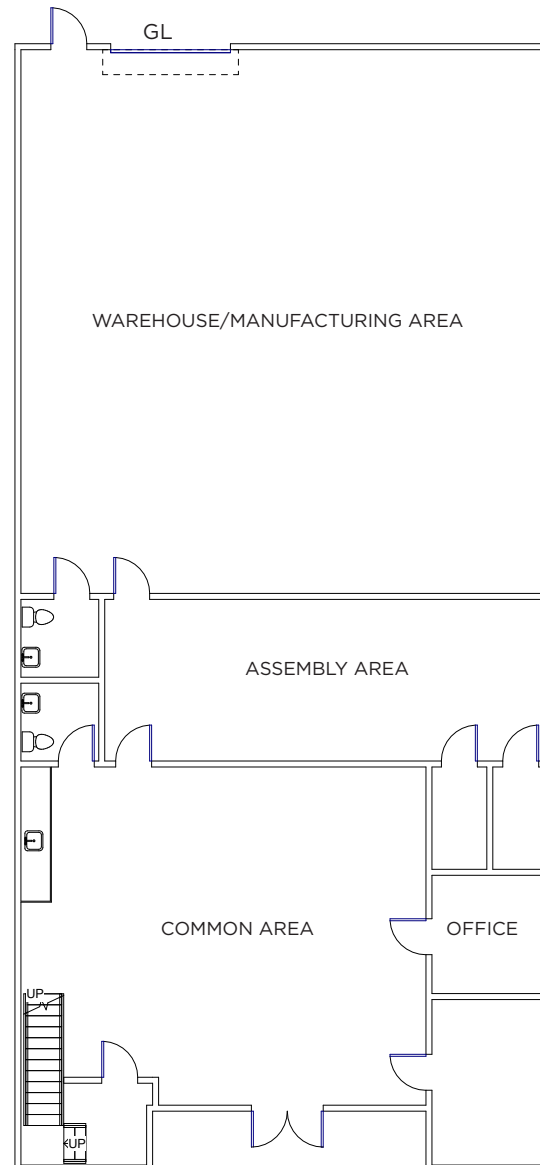 GL
WAREHOUSE/MANUFACTURING AREA
ASSEMBLY AREA
COMMON AREA
OFFICE
UP
UP